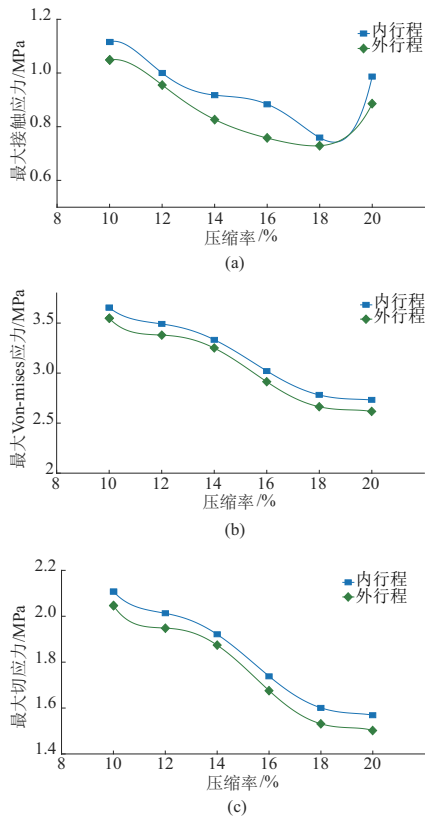 1.2
内行程
外行程
1.0
0.8
0.6
最大接触应力/MPa
8 10 12 14 16 18 20
压缩率/%
(a)
内行程
外行程
3.5
3.0
2.5
2
最大Von-mises应力/MPa
8 10 12 14 16 18 20
压缩率/%
(b)
2.2
内行程
外行程
2.0
1.8
1.6
1.4
最大切应力/MPa
8 10 12 14 16 18 20
压缩率/%
(c)